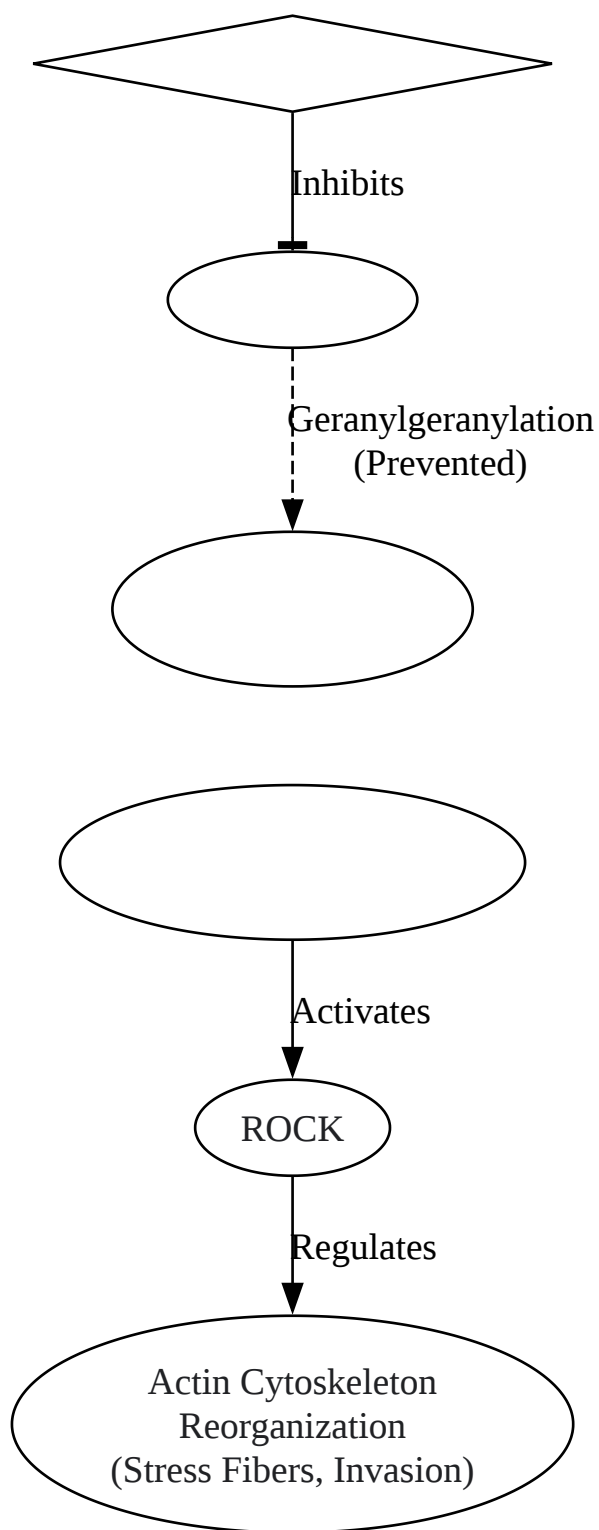 Inhibits
Geranylgeranylation
(Prevented)
Activates
ROCK
Regulates
Actin Cytoskeleton
Reorganization
(Stress Fibers, Invasion)